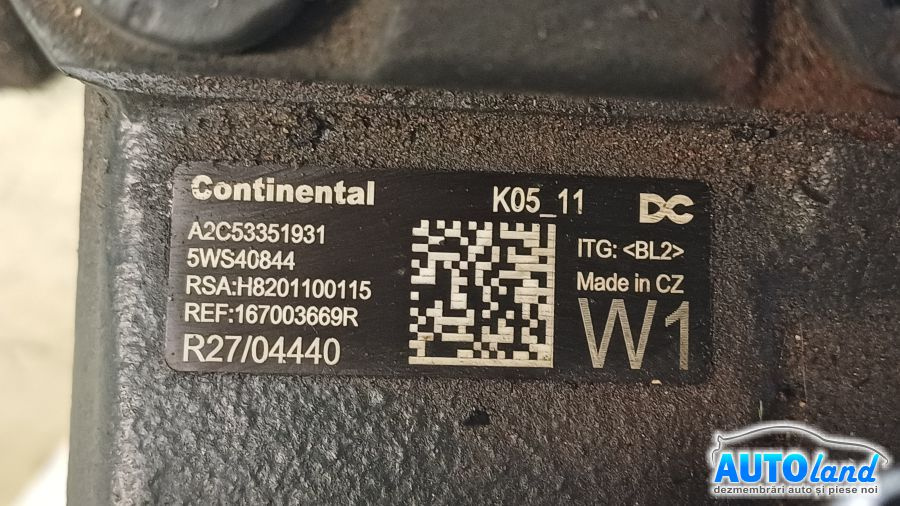 Continental
K05_11
DC
A2C53351931
5WS40844
RSA:H8201100115
REF:167003669R
R27/04440
ITG: <BL2>
Made in CZ
W1
AUTOland
dezmembrări auto și piese noi